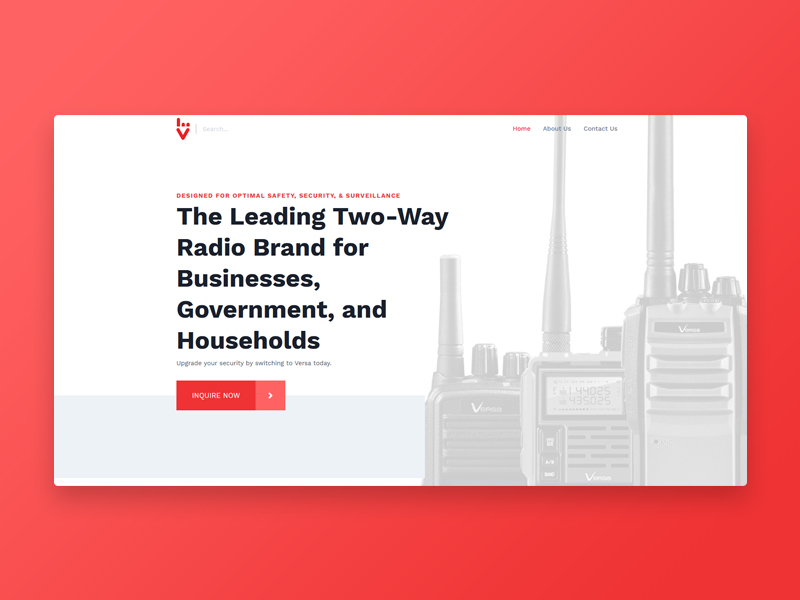 Search...
Home About Us Contact Us
DESIGNED FOR OPTIMAL SAFETY, SECURITY, & SURVEILLANCE
The Leading Two-Way
Radio Brand for
Businesses,
Government, and
Households
Upgrade your security by switching to Versa today.
INQUIRE NOW